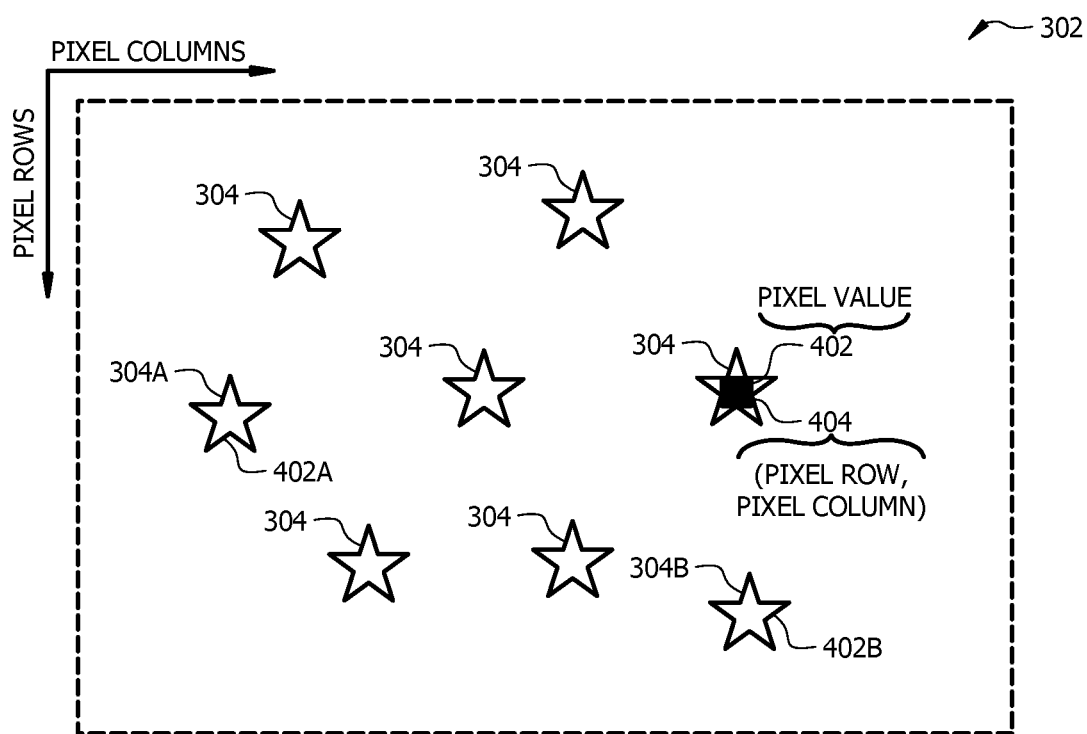 302
PIXEL COLUMNS
PIXEL ROWS
304
304
PIXEL VALUE
304
304
402
304A
404
402A
(PIXEL ROW,
PIXEL COLUMN)
304
304
304B
402B